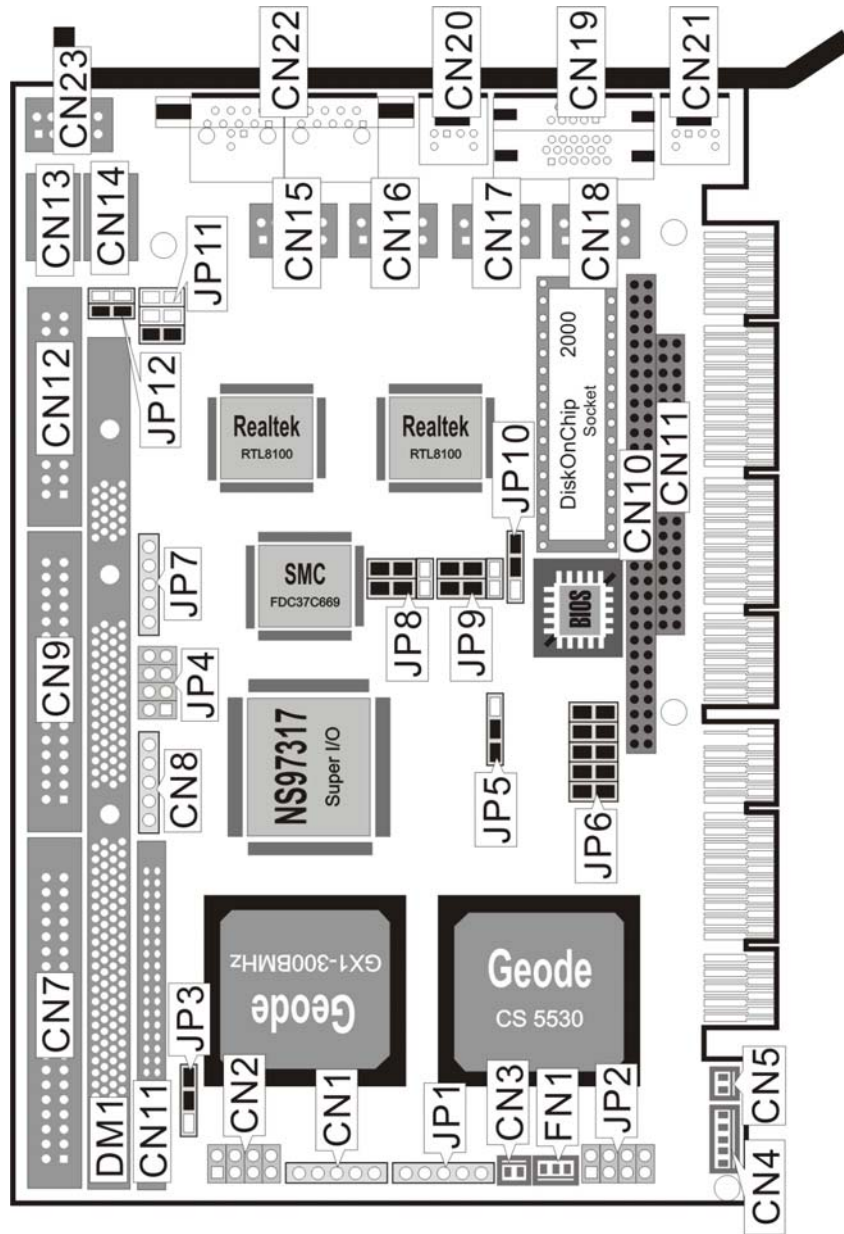 CN23
CN22
CN20
CN19
CN21
CN13
CN14
CN15
CN16
CN17
CN18
JP11
JP12
CN12
Realtek
RTL8100
Realtek
RTL8100
DiskOnChip 2000
Socket
CN10
CN11
JP10
JP7
CN9
SMC
FDC37C669
JP8
JP9
BIOS
JP4
CN8
NS97317
Super I/O
JP5
JP6
CN7
Geode
GX1-300BMHz
Geode
CS 5530
JP3
DM1
CN11
CN2
CN1
JP1
CN3
FN1
JP2
CN5
CN4